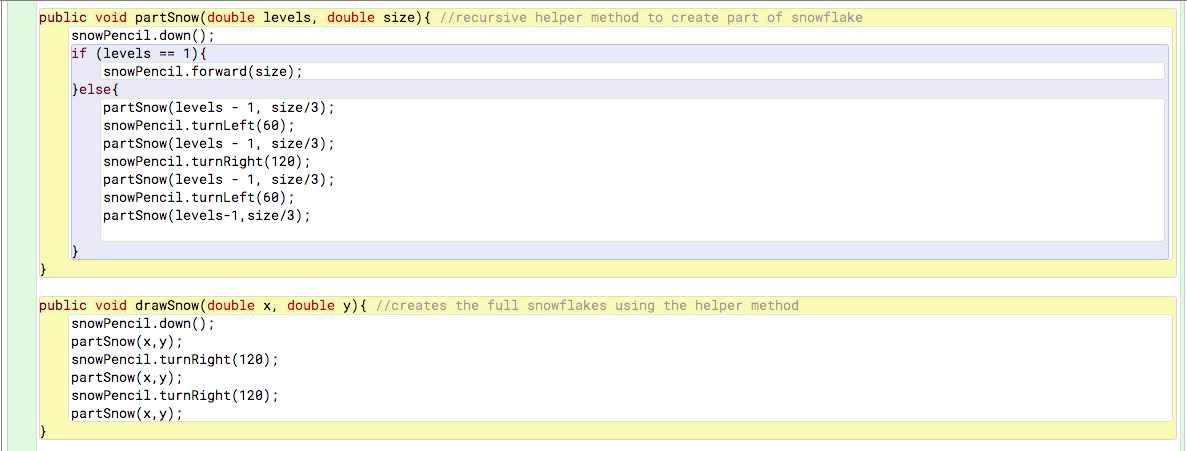 public void partSnow(double levels, double size){ //recursive helper method to create part of snowflake
snowPencil.down();
if (levels == 1){
snowPencil.forward(size);
}else{
partSnow(levels - 1, size/3);
snowPencil.turnLeft(60);
partSnow(levels - 1, size/3);
snowPencil.turnRight(120);
partSnow(levels - 1, size/3);
snowPencil.turnLeft(60);
partSnow(levels-1,size/3);
}
}
public void drawSnow(double x, double y){ //creates the full snowflakes using the helper method
snowPencil.down();
partSnow(x,y);
snowPencil.turnRight(120);
partSnow(x,y);
snowPencil.turnRight(120);
partSnow(x,y);
}